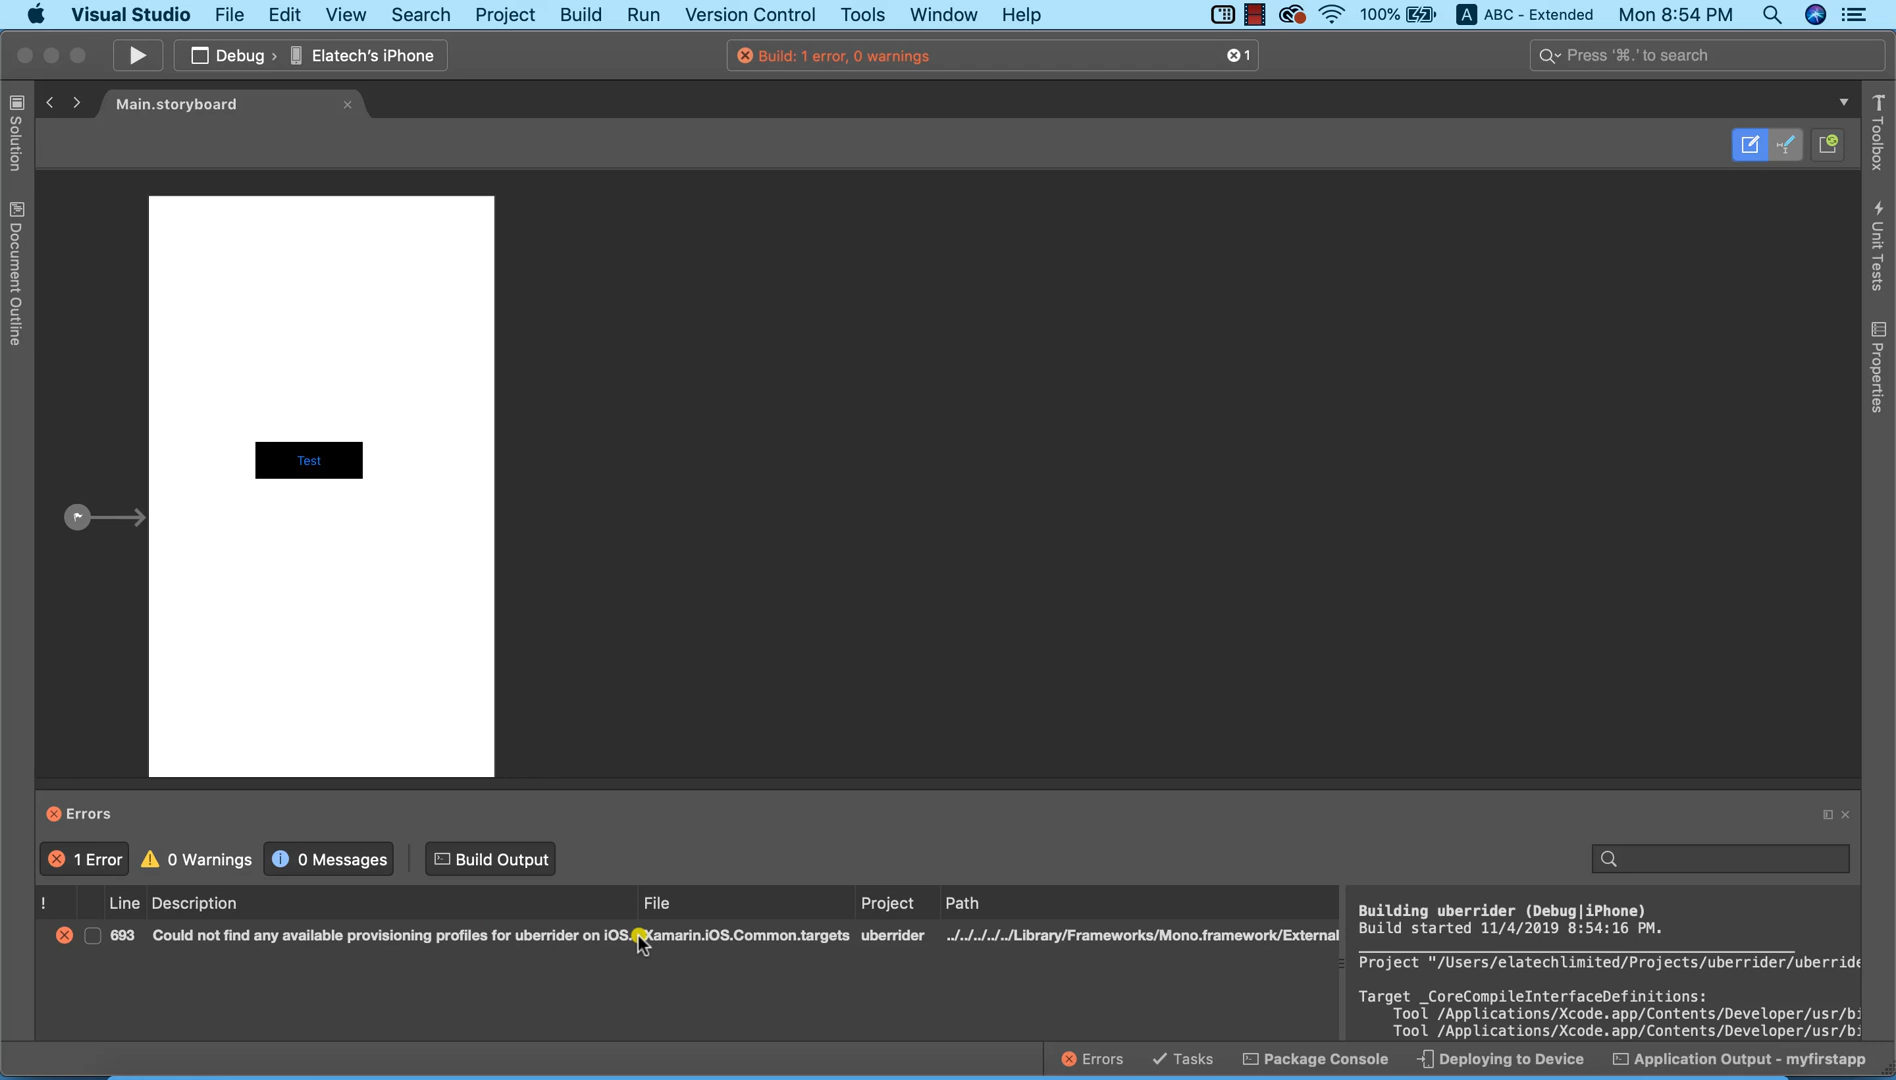 Visual Studio File Edit View Search Project Build Run Version Control Tools Window Help 100% A ABC - Extended Mon 8:54 PM
Debug › Elatech's iPhone Build: 1 error, 0 warnings 1 Press ‘⌘.’ to search
Main.storyboard
Solution
Document Outline
Toolbox
Unit Tests
Properties
Test
Errors
1 Error 0 Warnings 0 Messages Build Output
! Line Description File Project Path
693 Could not find any available provisioning profiles for uberrider on iOS. Xamarin.iOS.Common.targets uberrider ../../../../../Library/Frameworks/Mono.framework/External
Building uberrider (Debug|iPhone)
Build started 11/4/2019 8:54:16 PM.
Project "/Users/elatechlimited/Projects/uberrider/uberride
Target _CoreCompileInterfaceDefinitions:
Tool /Applications/Xcode.app/Contents/Developer/usr/bi
Tool /Applications/Xcode.app/Contents/Developer/usr/bi
Errors Tasks Package Console Deploying to Device Application Output - myfirstapp